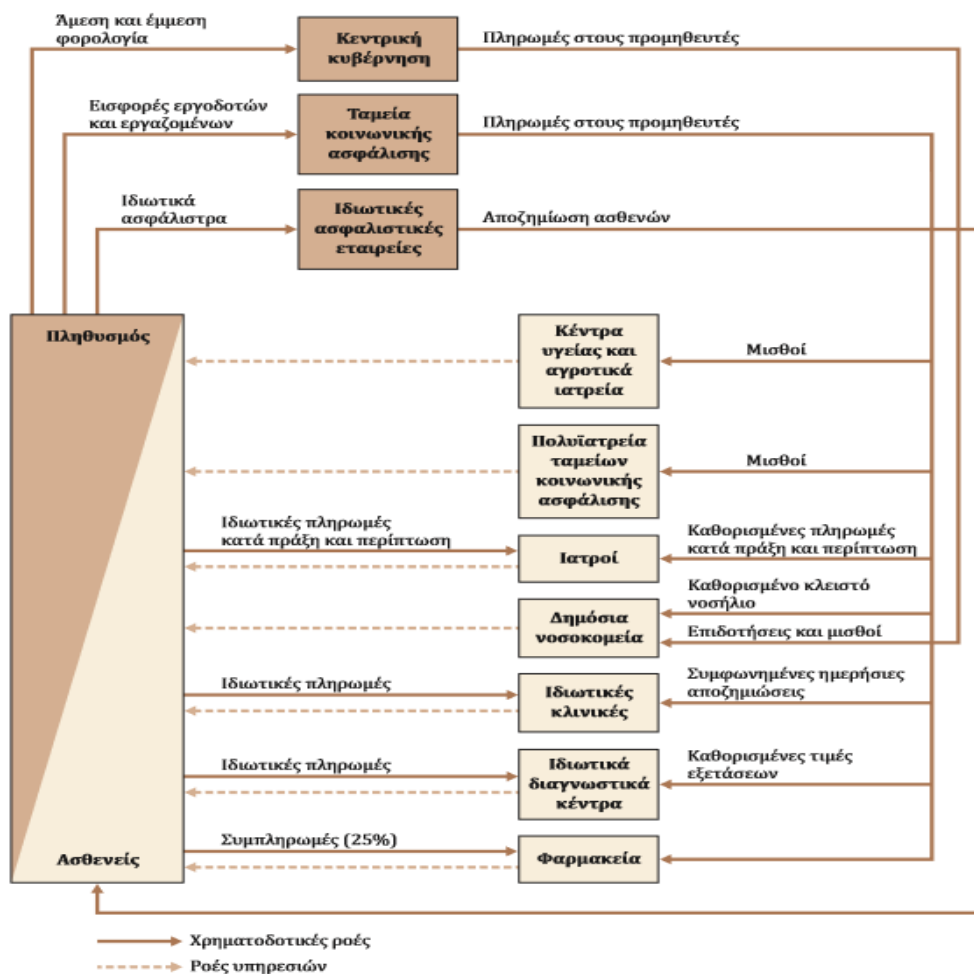 Άμεση και έμμεση
φορολογία
Κεντρική
κυβέρνηση
Πληρωμές στους προμηθευτές
Εισφορές εργοδοτών
και εργαζομένων
Ταμεία
κοινωνικής
ασφάλισης
Πληρωμές στους προμηθευτές
Ιδιωτικά
ασφάλιστρα
Ιδιωτικές
ασφαλιστικές
εταιρείες
Αποζημίωση ασθενών
Πληθυσμός
Κέντρα
υγείας και
αγροτικά
ιατρεία
Μισθοί
Πολυϊατρεία
ταμείων
κοινωνικής
ασφάλισης
Μισθοί
Ιδιωτικές πληρωμές
κατά πράξη και περίπτωση
Ιατροί
Καθορισμένες πληρωμές
κατά πράξη και περίπτωση
Δημόσια
νοσοκομεία
Καθορισμένο κλειστό
νοσήλιο
Επιδοτήσεις και μισθοί
Ιδιωτικές πληρωμές
Ιδιωτικές
κλινικές
Συμφωνημένες ημερήσιες
αποζημιώσεις
Ιδιωτικές πληρωμές
Ιδιωτικά
διαγνωστικά
κέντρα
Καθορισμένες τιμές
εξετάσεων
Συμπληρωμές (25%)
Φαρμακεία
Ασθενείς
Χρηματοδοτικές ροές
Ροές υπηρεσιών